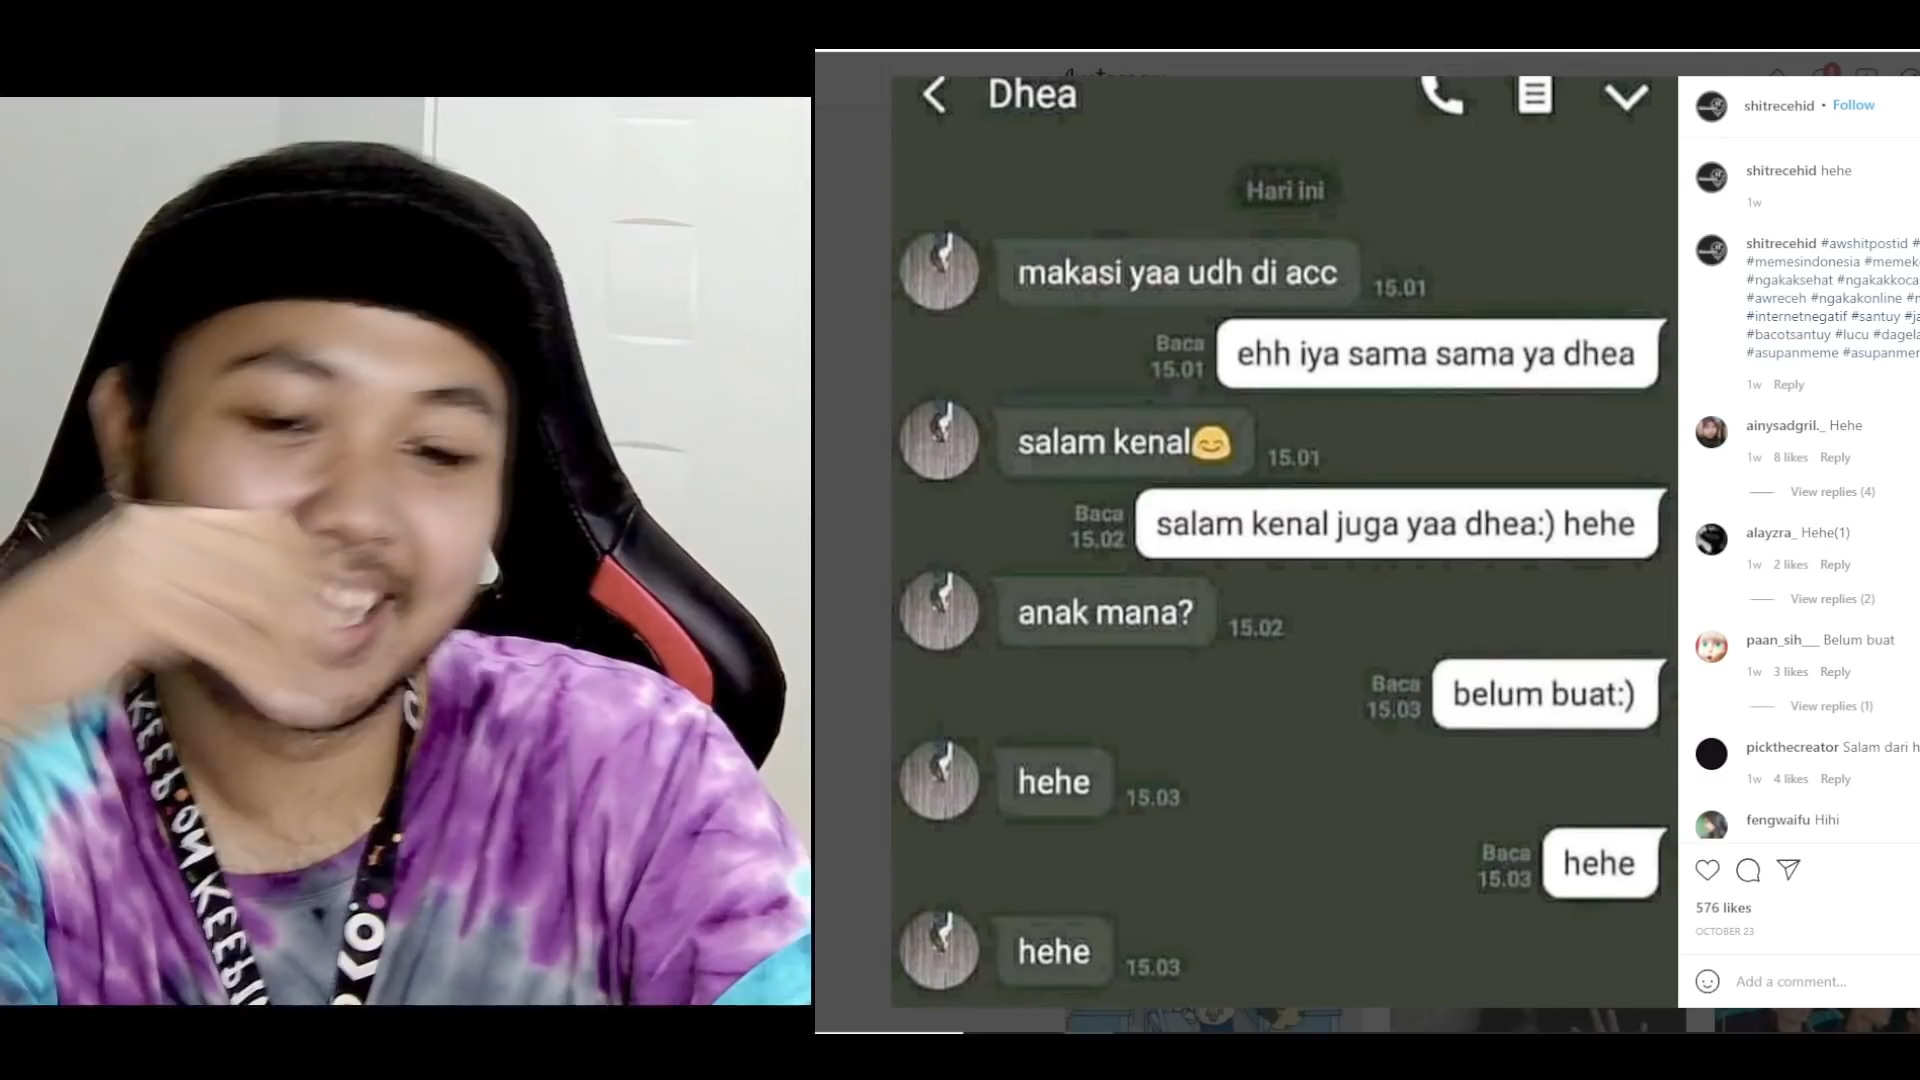 Dhea
Hari ini
makasi yaa udh di acc
15.01
Baca
15.01
ehh iya sama sama ya dhea
salam kenal😊
15.01
Baca
15.02
salam kenal juga yaa dhea:) hehe
anak mana?
15.02
Baca
15.03
belum buat:)
hehe
15.03
Baca
15.03
hehe
hehe
15.03
shitrecehid • Follow
shitrecehid hehe
1w
shitrecehid #awshitpostid #
#memesindonesia
#ngakaksehat
#awreceh #ngakakonline
#internetnegatif #santuy
#bacotsantuy #lucu
#asupanmeme
1w Reply
ainysadgril._ Hehe
1w 8 likes Reply
View replies (4)
alayzra_ Hehe(1)
1w 2 likes Reply
View replies (2)
paan_sih___ Belum buat
1w 3 likes Reply
View replies (1)
pickthecreator Salam dari
1w 4 likes Reply
fengwaifu Hihi
576 likes
OCTOBER 23
Add a comment...